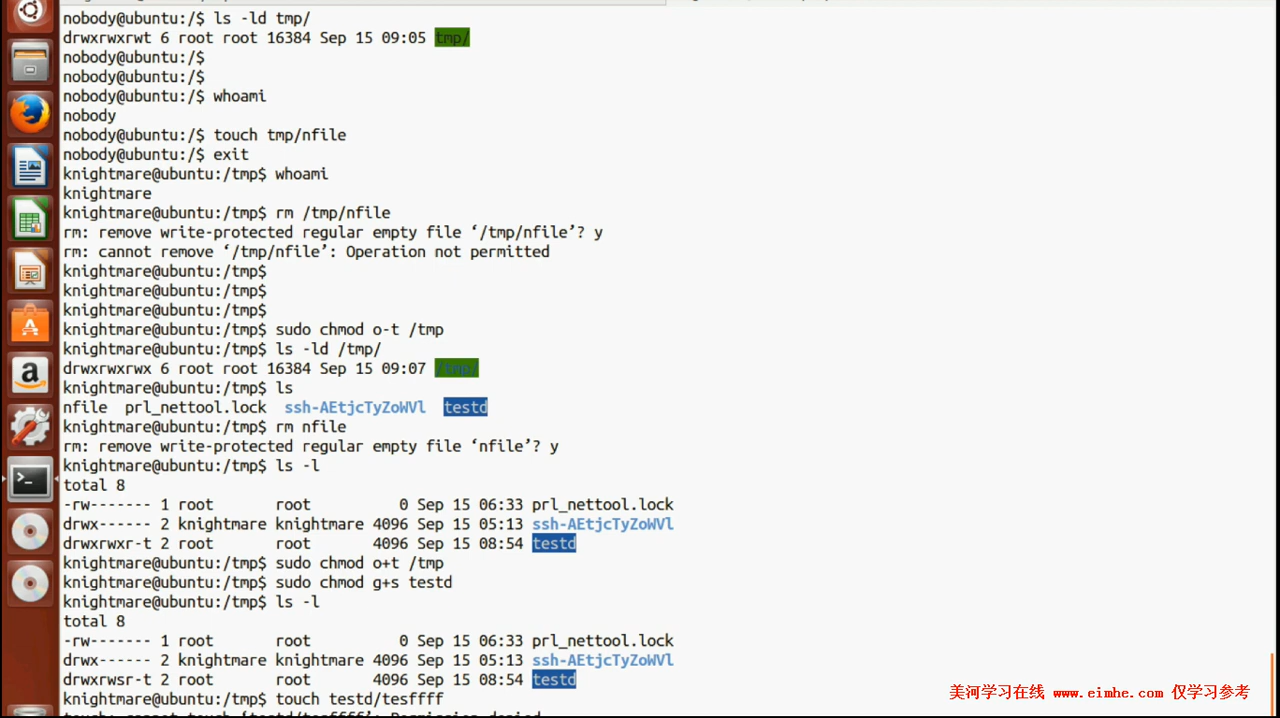 nobody@ubuntu:/$ ls -ld tmp/
drwxrwxrwt 6 root root 16384 Sep 15 09:05 tmp/
nobody@ubuntu:/$
nobody@ubuntu:/$
nobody@ubuntu:/$ whoami
nobody
nobody@ubuntu:/$ touch tmp/nfile
nobody@ubuntu:/$ exit
knightmare@ubuntu:/tmp$ whoami
knightmare
knightmare@ubuntu:/tmp$ rm /tmp/nfile
rm: remove write-protected regular empty file ‘/tmp/nfile’? y
rm: cannot remove ‘/tmp/nfile’: Operation not permitted
knightmare@ubuntu:/tmp$
knightmare@ubuntu:/tmp$
knightmare@ubuntu:/tmp$
knightmare@ubuntu:/tmp$ sudo chmod o-t /tmp
knightmare@ubuntu:/tmp$ ls -ld /tmp/
drwxrwxrwx 6 root root 16384 Sep 15 09:07 /tmp/
knightmare@ubuntu:/tmp$ ls
nfile  prl_nettool.lock  ssh-AEtjcTyZoWVl  testd
knightmare@ubuntu:/tmp$ rm nfile
rm: remove write-protected regular empty file ‘nfile’? y
knightmare@ubuntu:/tmp$ ls -l
total 8
-rw------- 1 root       root          0 Sep 15 06:33 prl_nettool.lock
drwx------ 2 knightmare knightmare 4096 Sep 15 05:13 ssh-AEtjcTyZoWVl
drwxrwxr-t 2 root       root       4096 Sep 15 08:54 testd
knightmare@ubuntu:/tmp$ sudo chmod o+t /tmp
knightmare@ubuntu:/tmp$ sudo chmod g+s testd
knightmare@ubuntu:/tmp$ ls -l
total 8
-rw------- 1 root       root          0 Sep 15 06:33 prl_nettool.lock
drwx------ 2 knightmare knightmare 4096 Sep 15 05:13 ssh-AEtjcTyZoWVl
drwxrwsr-t 2 root       root       4096 Sep 15 08:54 testd
knightmare@ubuntu:/tmp$ touch testd/tesffff
touch: cannot touch ‘testd/tesffff’: Permission denied
美河学习在线 www.eimhe.com 仅学习参考